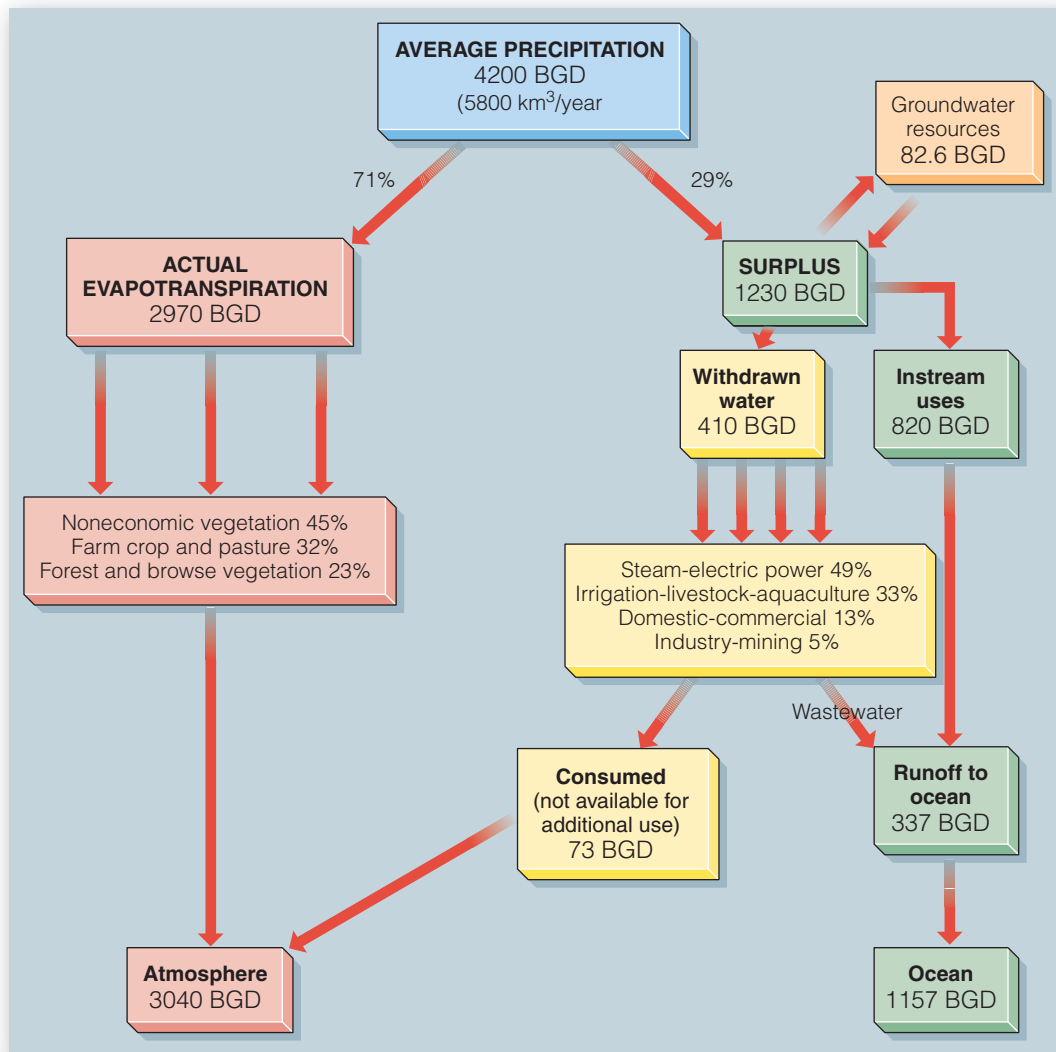 AVERAGE PRECIPITATION
4200 BGD
(5800 km³/year
Groundwater
resources
82.6 BGD
71%
29%
ACTUAL
EVAPOTRANSPIRATION
2970 BGD
SURPLUS
1230 BGD
Withdrawn
water
410 BGD
Instream
uses
820 BGD
Noneconomic vegetation 45%
Farm crop and pasture 32%
Forest and browse vegetation 23%
Steam-electric power 49%
Irrigation-livestock-aquaculture 33%
Domestic-commercial 13%
Industry-mining 5%
Wastewater
Consumed
(not available for
additional use)
73 BGD
Runoff to
ocean
337 BGD
Atmosphere
3040 BGD
Ocean
1157 BGD